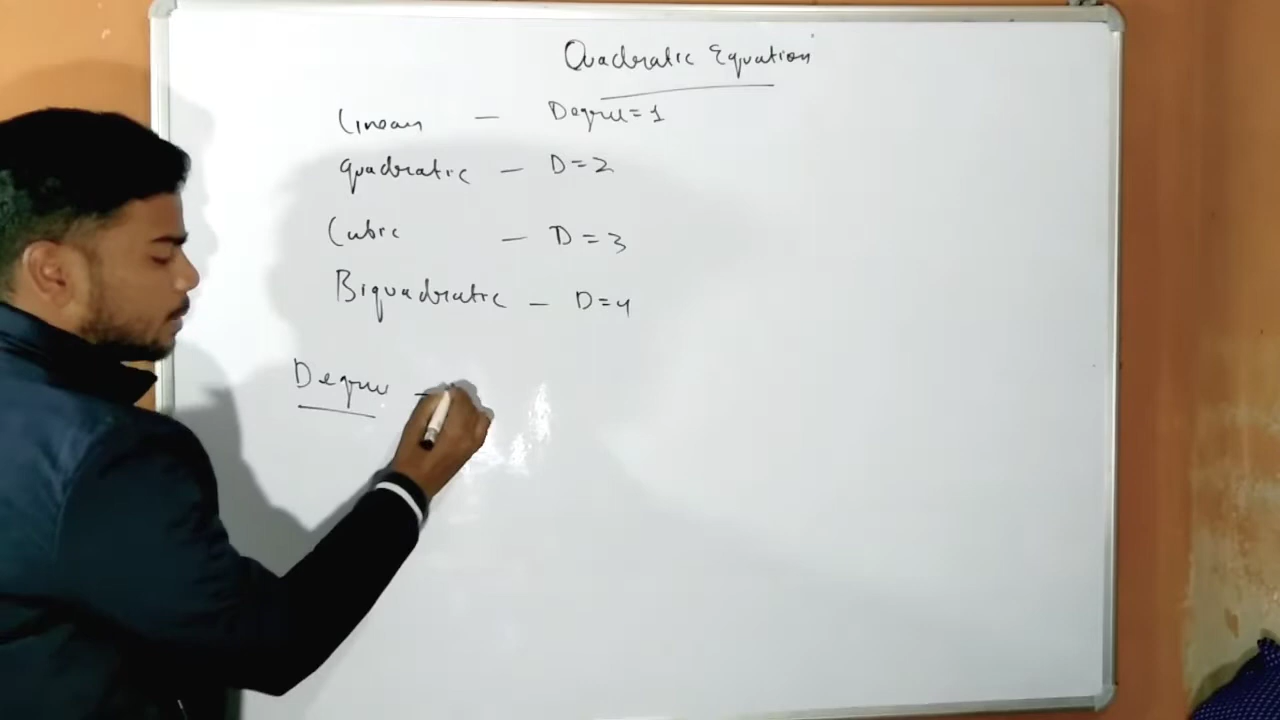 Quadratic Equation
Linear - Degree = 1
quadratic - D = 2
Cubic - D = 3
Biquadratic - D = 4
Degree -